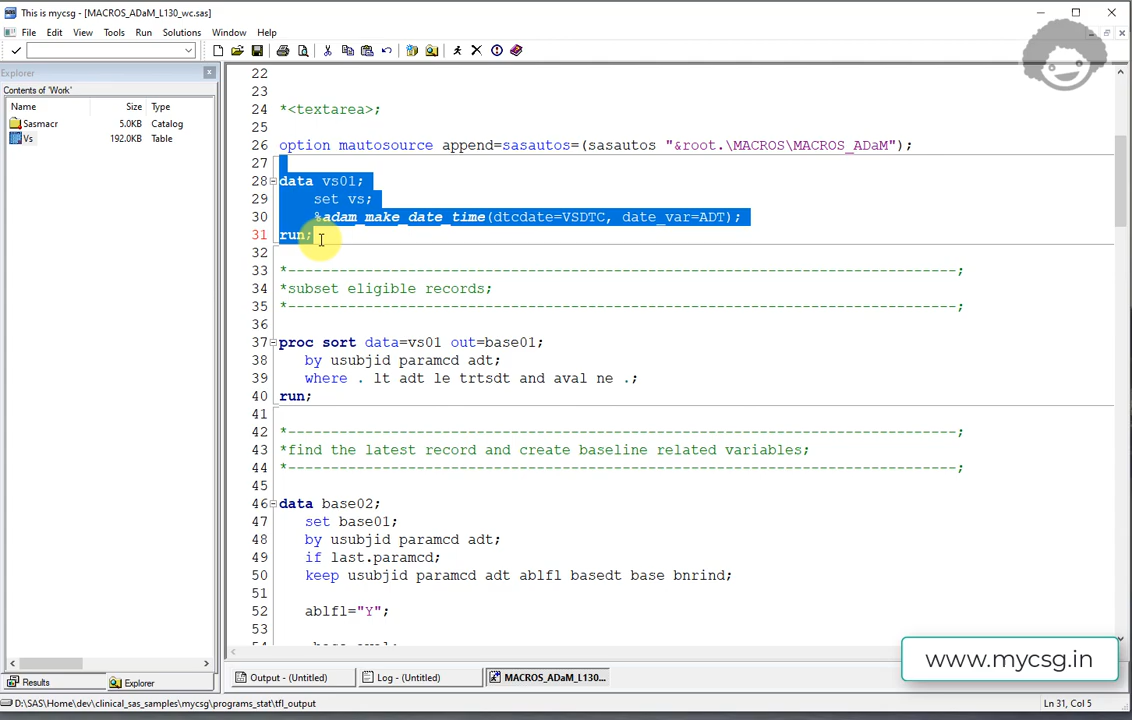 This is mycsg - [MACROS_ADaM_L130_wc.sas]
File Edit View Tools Run Solutions Window Help
Explorer
Contents of 'Work'
Name Size Type
Sasmacr 5.0KB Catalog
Vs 192.0KB Table
22
23
24 *<textarea>;
25
26 option mautosource append=sasautos=(sasautos "&root.\MACROS\MACROS_ADaM");
27
28 data vs01;
29 set vs;
30 %adam_make_date_time(dtcdate=VSDTC, date_var=ADT);
31 run;
32
33 *------------------------------------------------------------------------------;
34 *subset eligible records;
35 *------------------------------------------------------------------------------;
36
37 proc sort data=vs01 out=base01;
38 by usubjid paramcd adt;
39 where . lt adt le trtsdt and aval ne .;
40 run;
41
42 *------------------------------------------------------------------------------;
43 *find the latest record and create baseline related variables;
44 *------------------------------------------------------------------------------;
45
46 data base02;
47 set base01;
48 by usubjid paramcd adt;
49 if last.paramcd;
50 keep usubjid paramcd adt ablfl basedt base bnrind;
51
52 ablfl="Y";
53
www.mycsg.in
Results Explorer
Output - (Untitled) Log - (Untitled) MACROS_ADaM_L130...
D:\SAS\Home\dev\clinical_sas_samples\mycsg\programs_stat\tfl_output
Ln 31, Col 5